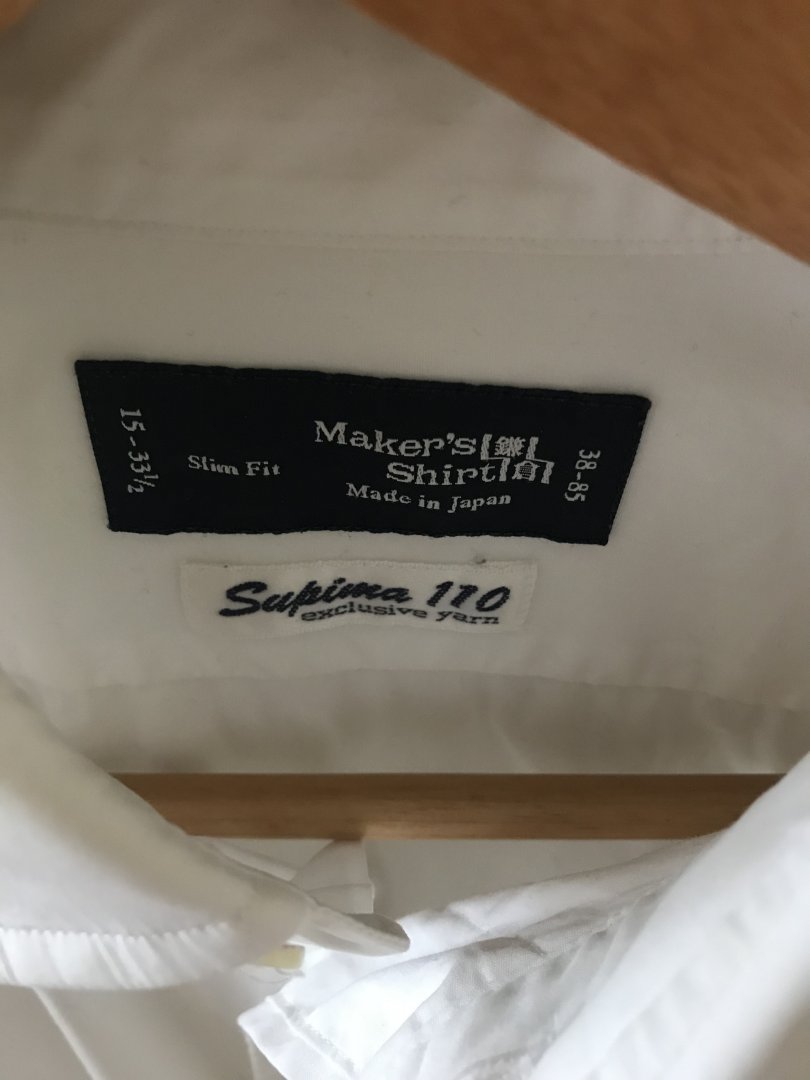 15-33½
Slim Fit
Maker's 鎌
Shirt 倉
Made in Japan
38-85
Supima 110
exclusive yarn